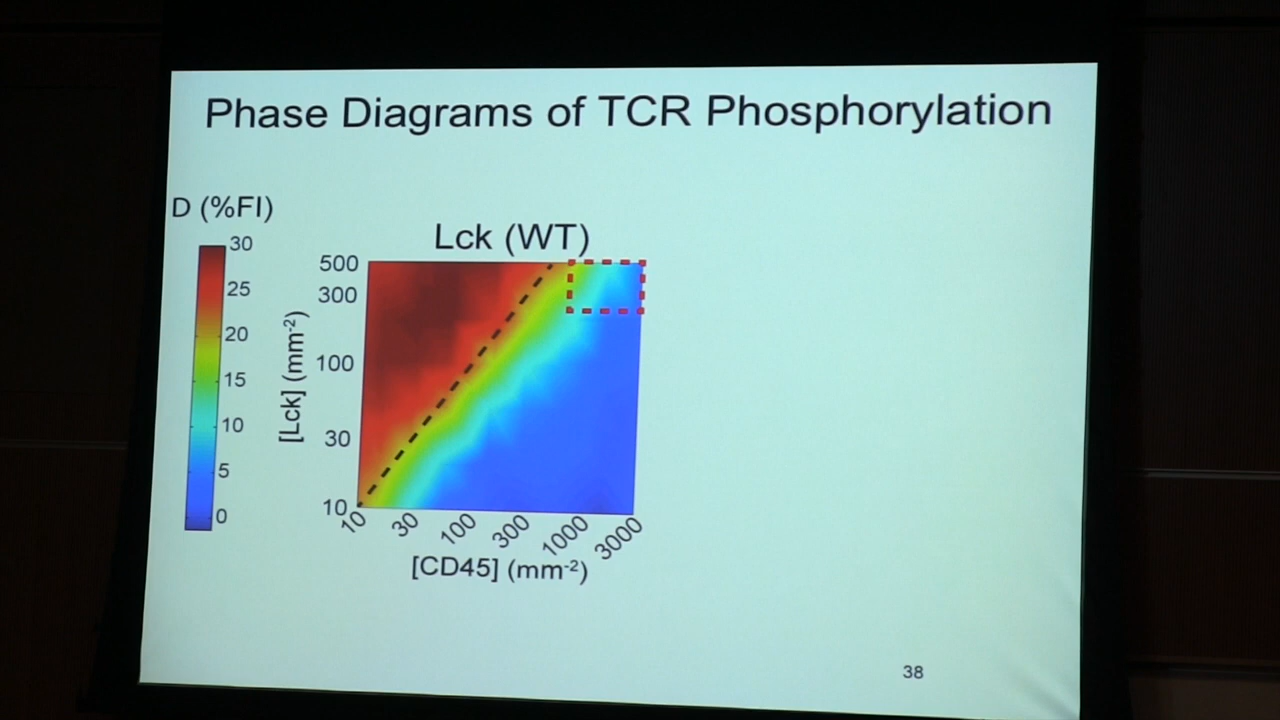 Phase Diagrams of TCR Phosphorylation
D (%FI)
30
25
20
15
10
5
0
Lck (WT)
500
300
100
30
10
[Lck] (mm-2)
10 30 100 300 1000 3000
[CD45] (mm-2)
38